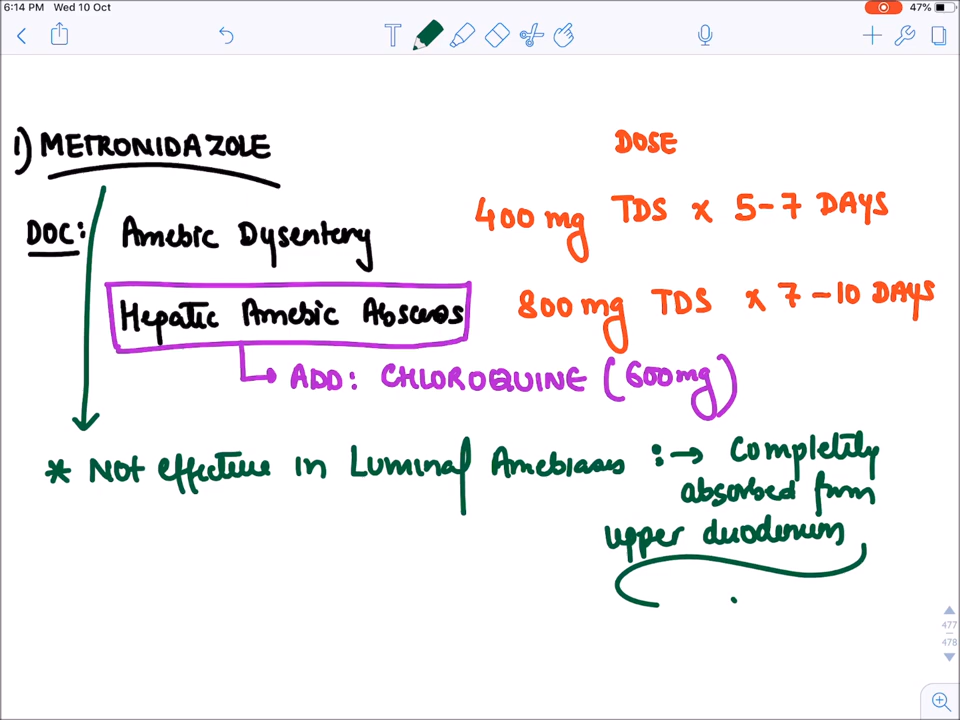 6:14 PM Wed 10 Oct
47%
T
1) METRONIDAZOLE
DOSE
DOC: Amebic Dysentery
400 mg TDS x 5-7 DAYS
Hepatic Amebic Abscess
800 mg TDS x 7-10 DAYS
ADD: CHLOROQUINE (600mg)
* Not effective in Luminal Amebiases :→ Completily
absorbed from
upper duodenum
477
478